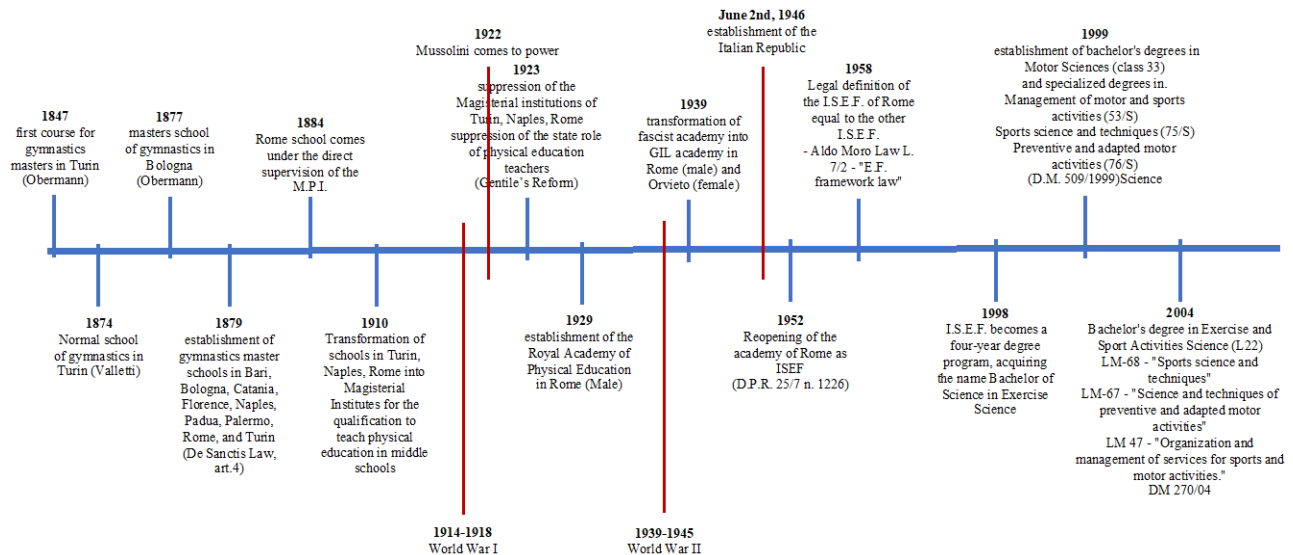 1847
first course for
gymnastics
masters in Turin
(Obermann)
1877
masters school
of gymnastics in
Bologna
(Obermann)
1884
Rome school comes
under the direct
supervision of the
M.P.I.
1922
Mussolini comes to power
1923
suppression of the
Magisterial institutions of
Turin, Naples, Rome
suppression of the state role
of physical education
teachers
(Gentile's Reform)
1939
transformation of
fascist academy into
GIL academy in
Rome (male) and
Orvieto (female)
June 2nd, 1946
establishment of the
Italian Republic
1958
Legal definition of
the I.S.E.F. of Rome
equal to the other
I.S.E.F.
- Aldo Moro Law L.
7/2 - "E.F.
framework law"
1999
establishment of bachelor's degrees in
Motor Sciences (class 33)
and specialized degrees in.
Management of motor and sports
activities (53/S)
Sports science and techniques (75/S)
Preventive and adapted motor
activities (76/S)
(D.M. 509/1999)Science
1874
Normal school
of gymnastics in
Turin (Valletti)
1879
establishment of
gymnastics master
schools in Bari,
Bologna, Catania,
Florence, Naples,
Padua, Palermo,
Rome, and Turin
(De Sanctis Law,
art.4)
1910
Transformation of
schools in Turin,
Naples, Rome into
Magisterial
Institutes for the
qualification to
teach physical
education in middle
schools
1914-1918
World War I
1929
establishment of the
Royal Academy of
Physical Education
in Rome (Male)
1939-1945
World War II
1952
Reopening of the
academy of Rome as
ISEF
(D.P.R. 25/7 n. 1226)
1998
I.S.E.F. becomes a
four-year degree
program, acquiring
the name Bachelor of
Science in Exercise
Science
2004
Bachelor's degree in Exercise and
Sport Activities Science (L22)
LM-68 - "Sports science and
techniques"
LM-67 - "Science and techniques of
preventive and adapted motor
activities"
LM 47 - "Organization and
management of services for sports and
motor activities."
DM 270/04